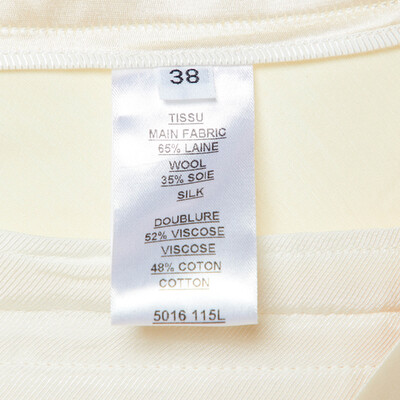 38
TISSU
MAIN FABRIC
65% LAINE
WOOL
35% SOIE
SILK
DOUBLURE
52% VISCOSE
VISCOSE
48% COTON
COTTON
5016 115L